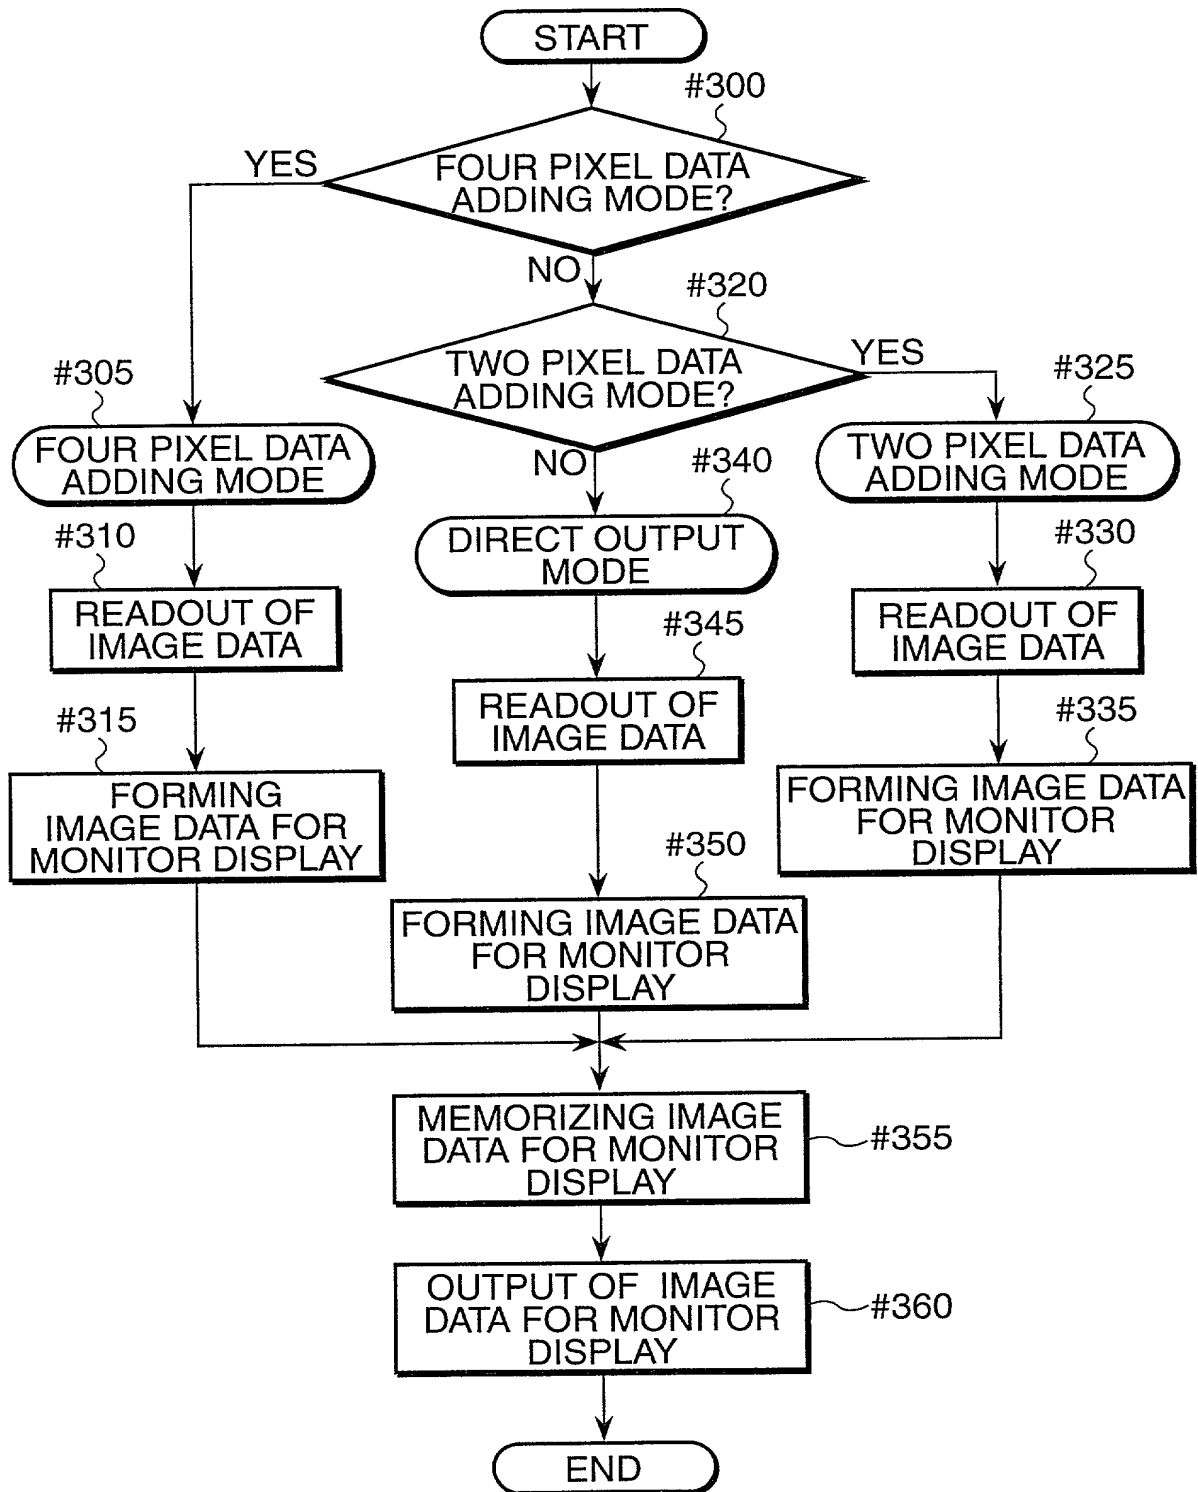 START
#300
FOUR PIXEL DATA
ADDING MODE?
YES
NO
#320
TWO PIXEL DATA
ADDING MODE?
YES
NO
#305
FOUR PIXEL DATA
ADDING MODE
#310
READOUT OF
IMAGE DATA
#315
FORMING
IMAGE DATA FOR
MONITOR DISPLAY
#340
DIRECT OUTPUT
MODE
#345
READOUT OF
IMAGE DATA
#350
FORMING IMAGE DATA
FOR MONITOR
DISPLAY
#325
TWO PIXEL DATA
ADDING MODE
#330
READOUT OF
IMAGE DATA
#335
FORMING IMAGE DATA
FOR MONITOR
DISPLAY
MEMORIZING IMAGE
DATA FOR MONITOR
DISPLAY
#355
OUTPUT OF IMAGE
DATA FOR MONITOR
DISPLAY
#360
END